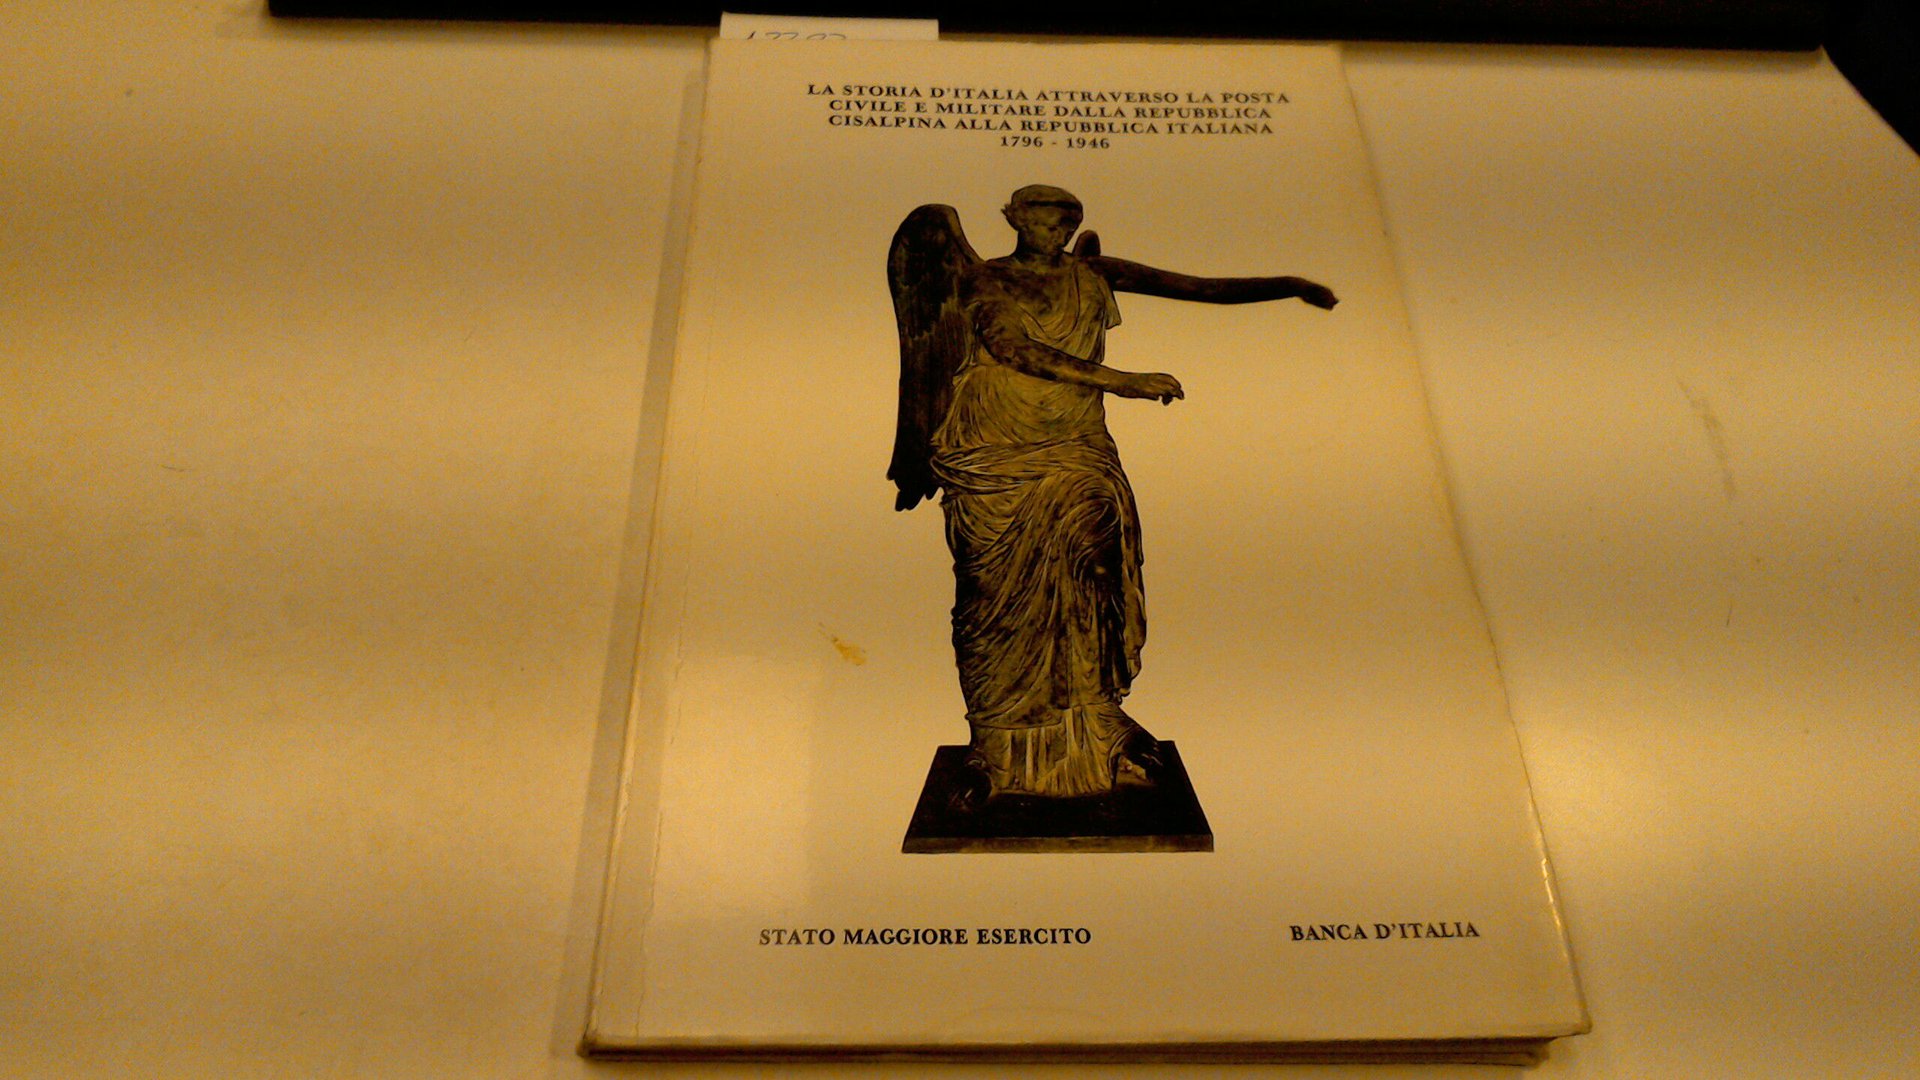 LA STORIA D'ITALIA ATTRAVERSO LA POSTA
CIVILE E MILITARE DALLA REPUBBLICA
CISALPINA ALLA REPUBBLICA ITALIANA
1796 - 1946
STATO MAGGIORE ESERCITO
BANCA D'ITALIA